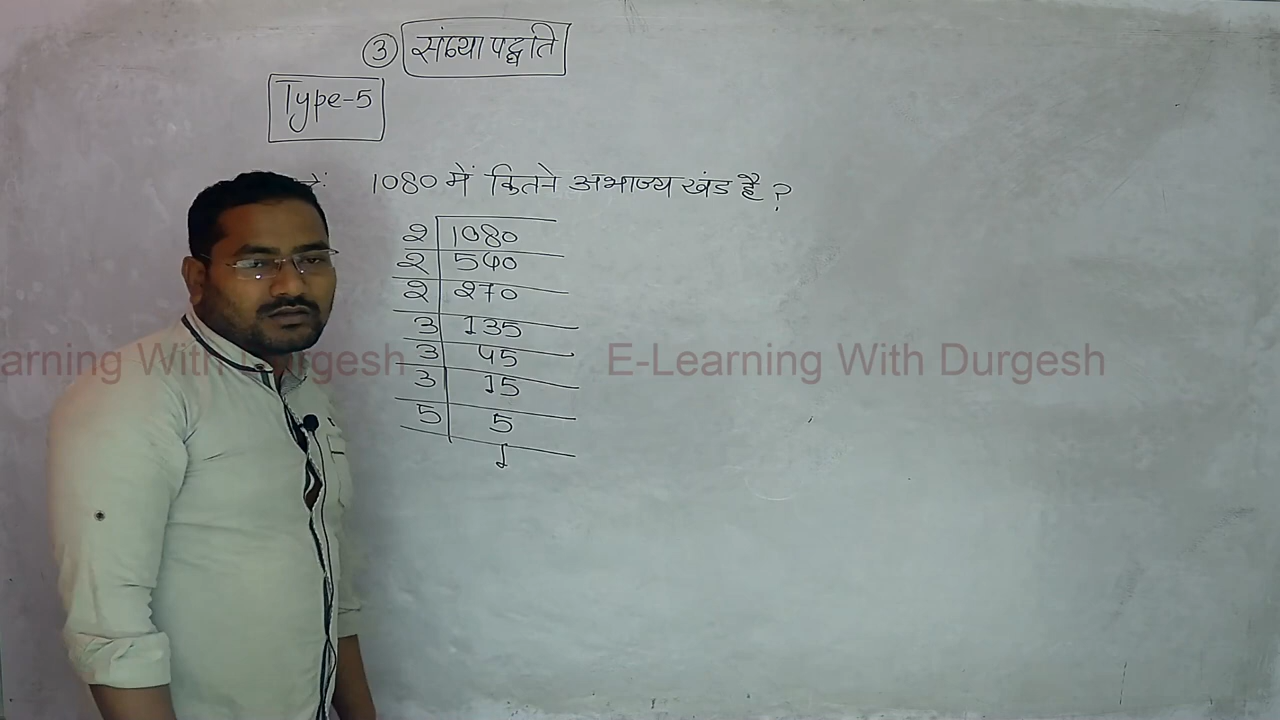 ③ संख्या पद्धति
Type-5
1080 में कितने अभाज्य खंड है ?
2 1080
2 540
2 270
3 135
3 45
3 15
5 5
1
arning With Durgesh
E-Learning With Durgesh